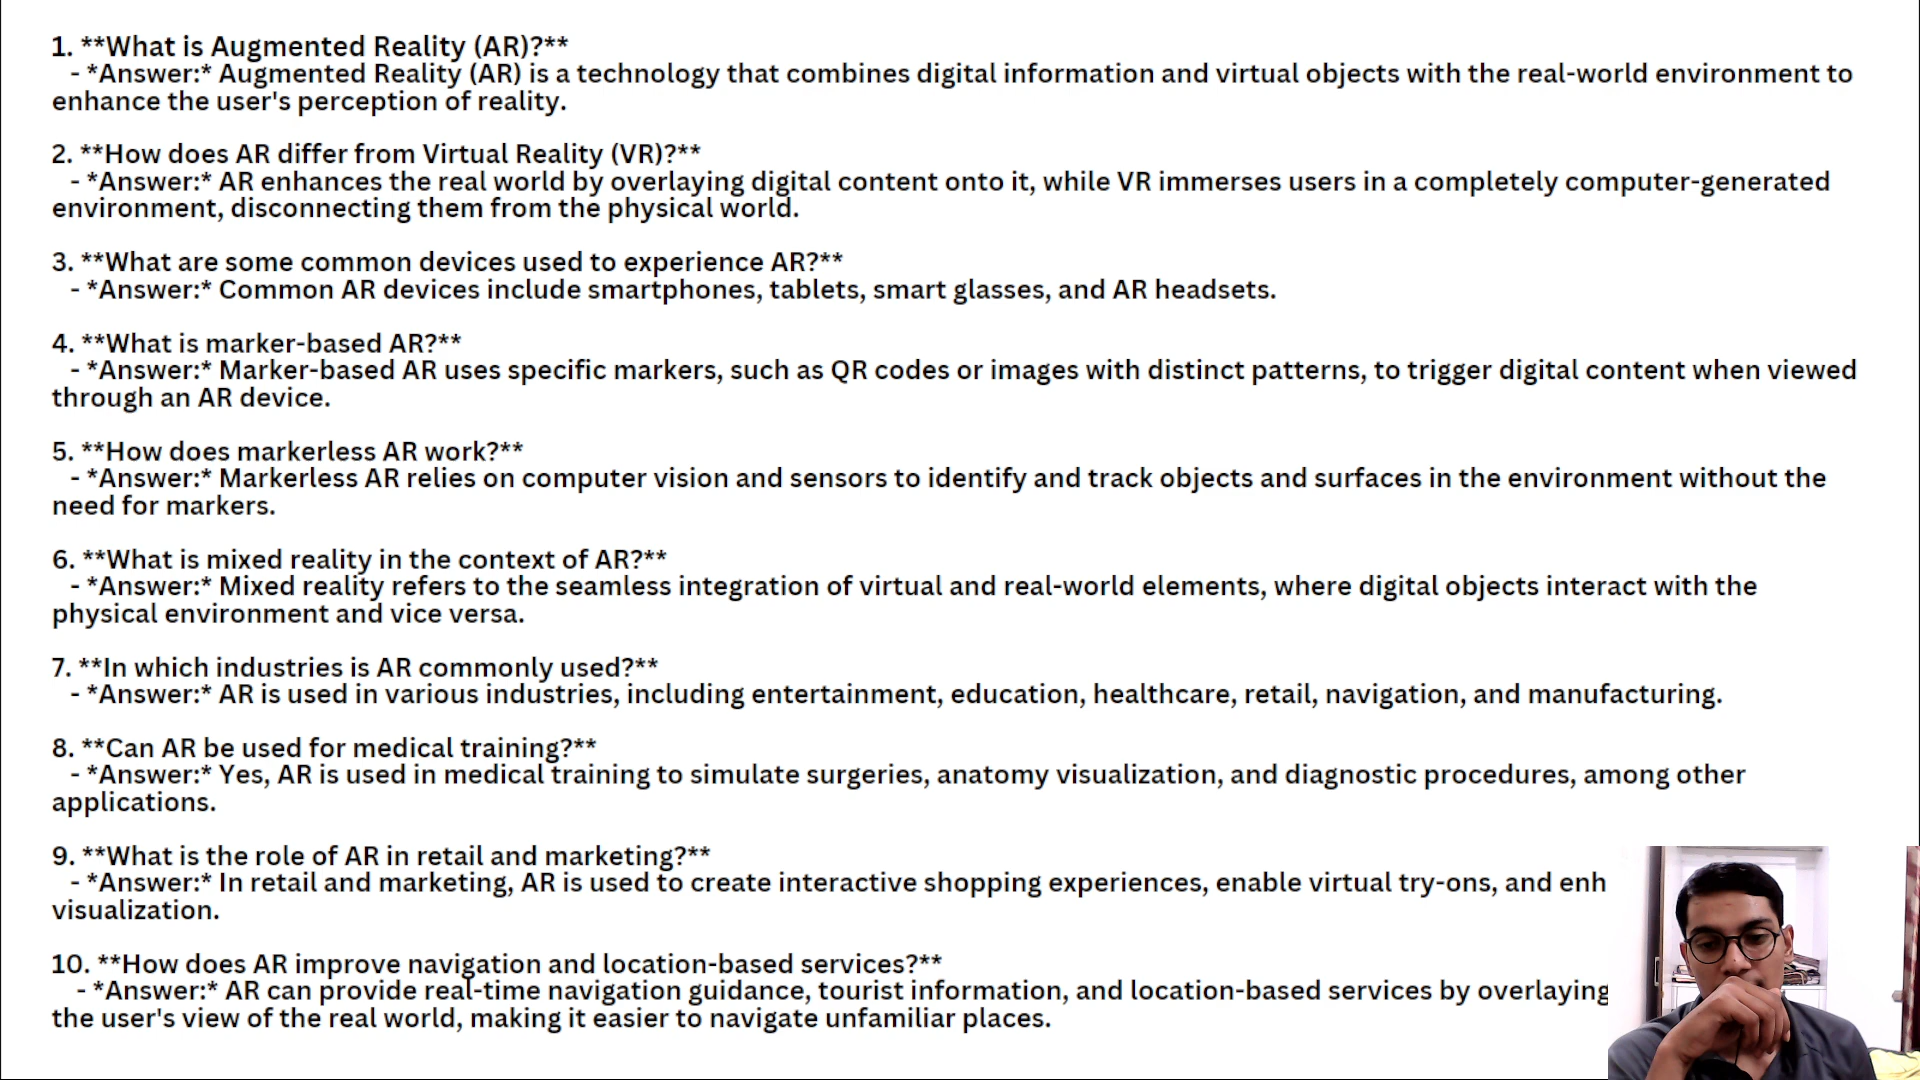 1. **What is Augmented Reality (AR)?**
- *Answer:* Augmented Reality (AR) is a technology that combines digital information and virtual objects with the real-world environment to
enhance the user's perception of reality.
2. **How does AR differ from Virtual Reality (VR)?**
- *Answer:* AR enhances the real world by overlaying digital content onto it, while VR immerses users in a completely computer-generated
environment, disconnecting them from the physical world.
3. **What are some common devices used to experience AR?**
- *Answer:* Common AR devices include smartphones, tablets, smart glasses, and AR headsets.
4. **What is marker-based AR?**
- *Answer:* Marker-based AR uses specific markers, such as QR codes or images with distinct patterns, to trigger digital content when viewed
through an AR device.
5. **How does markerless AR work?**
- *Answer:* Markerless AR relies on computer vision and sensors to identify and track objects and surfaces in the environment without the
need for markers.
6. **What is mixed reality in the context of AR?**
- *Answer:* Mixed reality refers to the seamless integration of virtual and real-world elements, where digital objects interact with the
physical environment and vice versa.
7. **In which industries is AR commonly used?**
- *Answer:* AR is used in various industries, including entertainment, education, healthcare, retail, navigation, and manufacturing.
8. **Can AR be used for medical training?**
- *Answer:* Yes, AR is used in medical training to simulate surgeries, anatomy visualization, and diagnostic procedures, among other
applications.
9. **What is the role of AR in retail and marketing?**
- *Answer:* In retail and marketing, AR is used to create interactive shopping experiences, enable virtual try-ons, and enh
visualization.
10. **How does AR improve navigation and location-based services?**
- *Answer:* AR can provide real-time navigation guidance, tourist information, and location-based services by overlaying
the user's view of the real world, making it easier to navigate unfamiliar places.